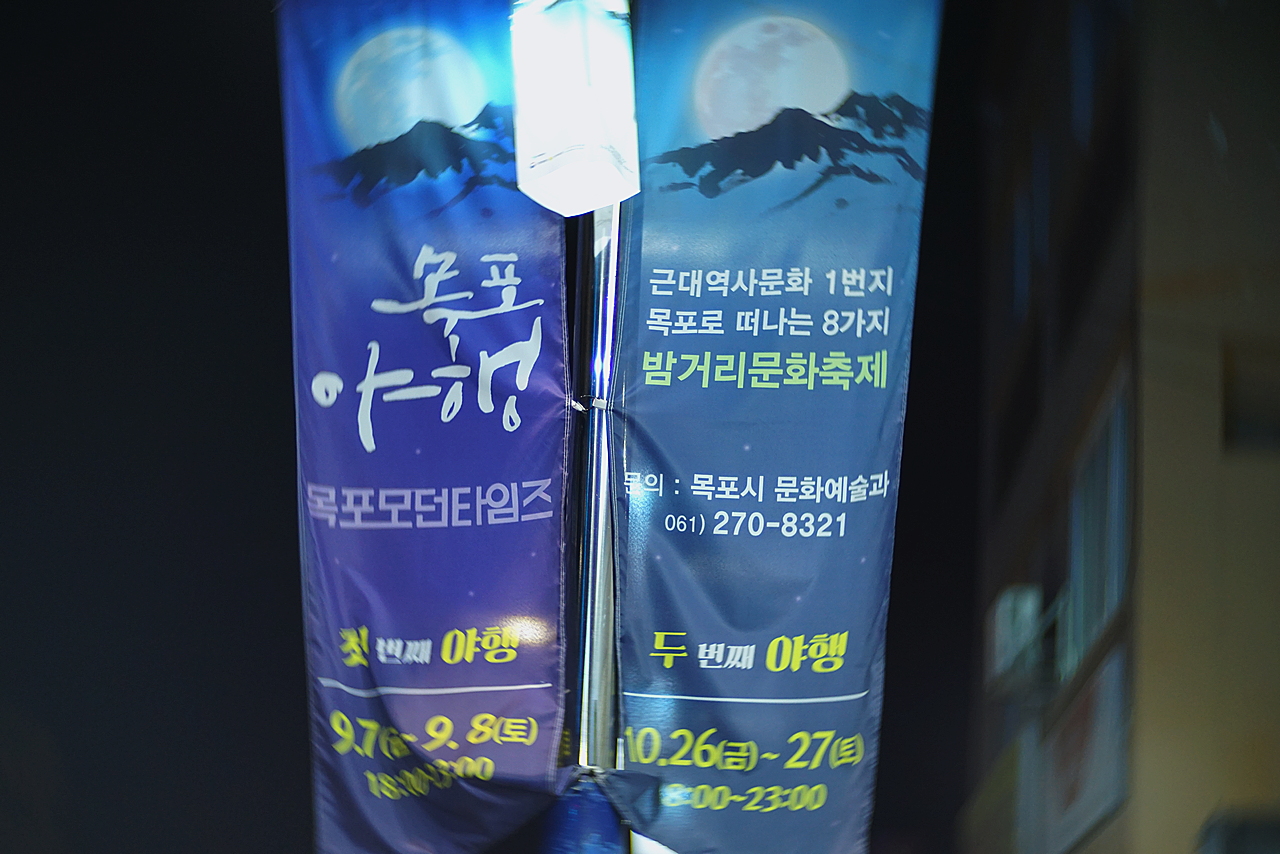 목포
야행
목포모던타임즈
첫 번째 야행
9.7(금)~ 9. 8(토)
근대역사문화 1번지
목포로 떠나는 8가지
밤거리문화축제
문의 : 목포시 문화예술과
061) 270-8321
두 번째 야행
10.26(금)~ 27(토)
8:00~23:00